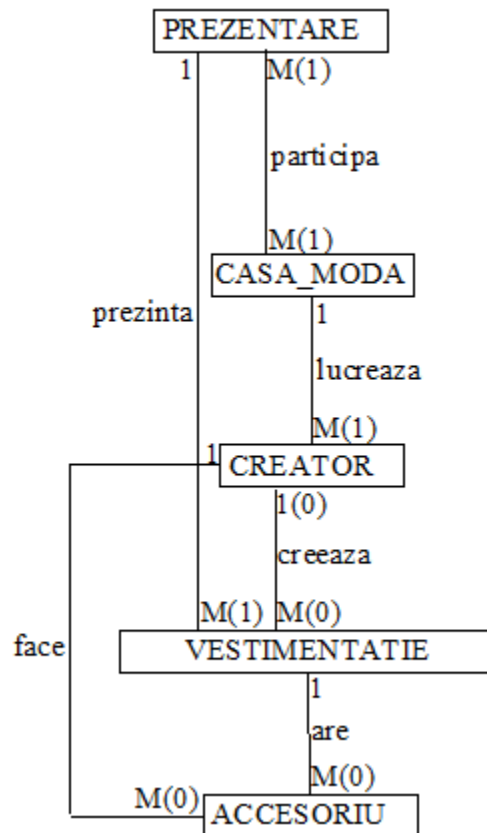 PREZENTARE
1 M(1)
participa
M(1)
CASA_MODA
prezinta 1
lucreaza
M(1)
1 CREATOR
1(0)
creeaza
M(1) M(0)
face VESTIMENTATIE
1
are
M(0)
M(0) ACCESORIU